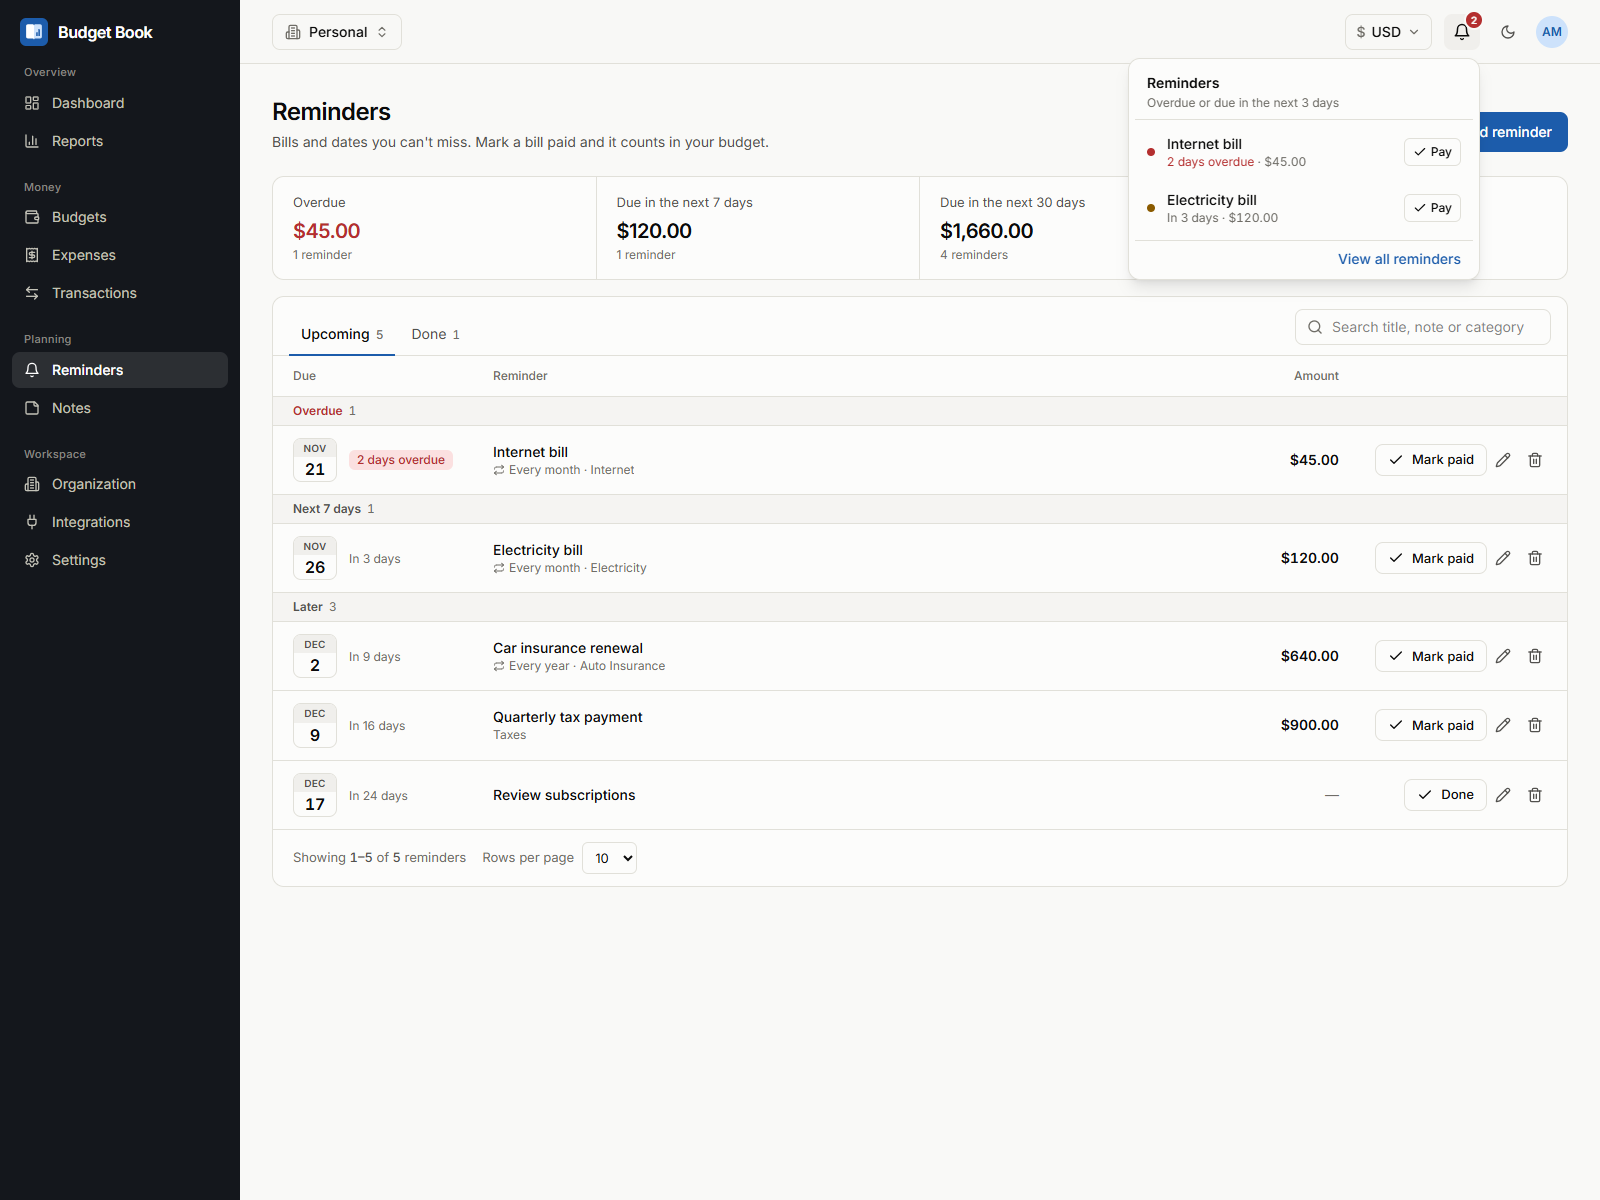 Budget Book
Overview
Dashboard
Reports
Money
Budgets
Expenses
Transactions
Planning
Reminders
Notes
Workspace
Organization
Integrations
Settings
Personal
$ USD
2
AM
Reminders
Bills and dates you can't miss. Mark a bill paid and it counts in your budget.
reminder
Reminders
Overdue or due in the next 3 days
Internet bill
2 days overdue · $45.00
Pay
Electricity bill
In 3 days · $120.00
Pay
View all reminders
Overdue
$45.00
1 reminder
Due in the next 7 days
$120.00
1 reminder
Due in the next 30 days
$1,660.00
4 reminders
Upcoming 5
Done 1
Search title, note or category
Due Reminder Amount
Overdue 1
NOV
21
2 days overdue
Internet bill
Every month · Internet
$45.00
Mark paid
Next 7 days 1
NOV
26
In 3 days
Electricity bill
Every month · Electricity
$120.00
Mark paid
Later 3
DEC
2
In 9 days
Car insurance renewal
Every year · Auto Insurance
$640.00
Mark paid
DEC
9
In 16 days
Quarterly tax payment
Taxes
$900.00
Mark paid
DEC
17
In 24 days
Review subscriptions
—
Done
Showing 1–5 of 5 reminders
Rows per page 10